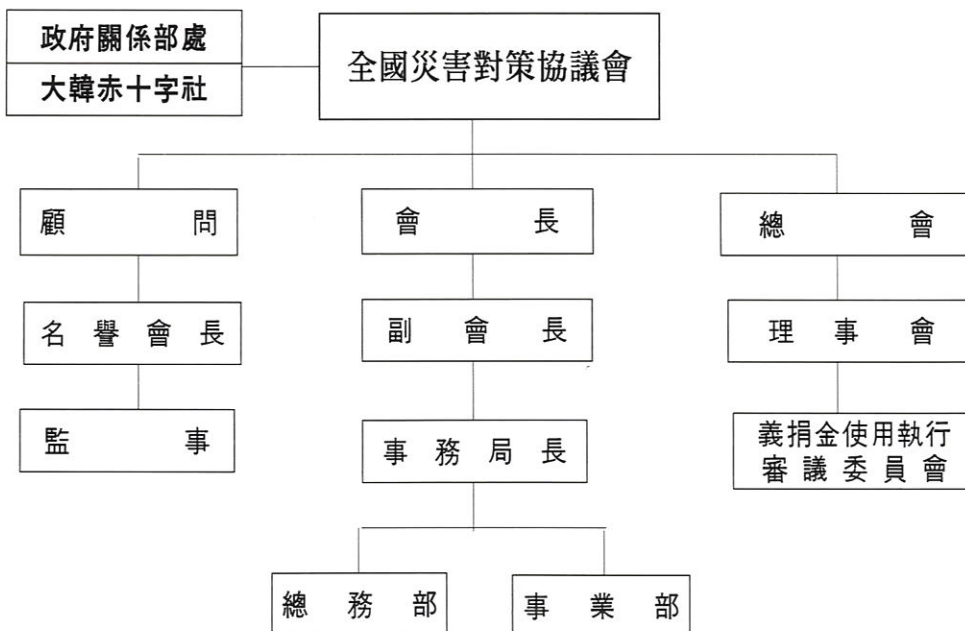 政府關係部處
大韓赤十字社
全國災害對策協議會
顧問
會長
總會
名譽會長
副會長
理事會
監事
事務局長
義捐金使用執行
審議委員會
總務部
事業部